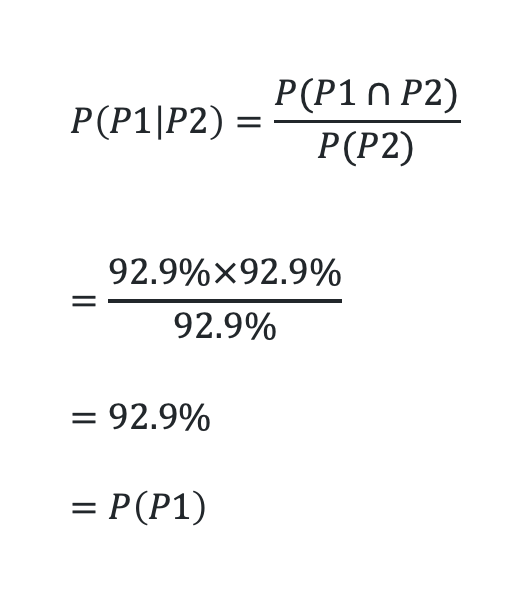 P(P1|P2) = P(P1 ∩ P2)
P(P2)
= 92.9%×92.9%
92.9%
= 92.9%
= P(P1)